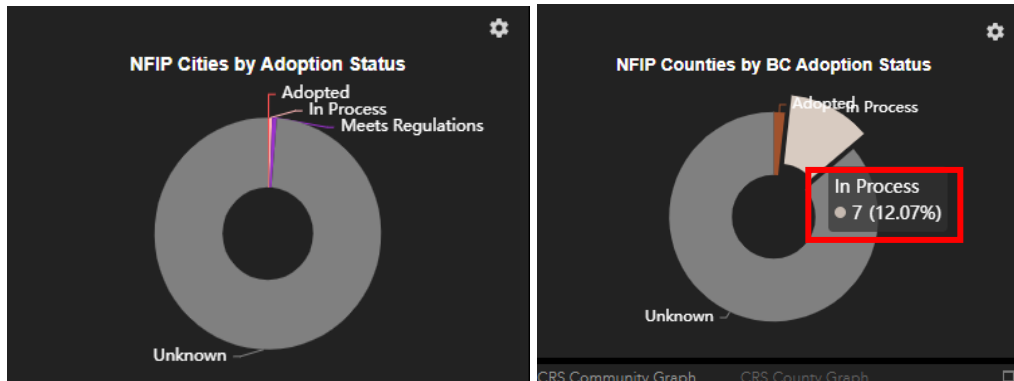 NFIP Cities by Adoption Status
Adopted
In Process
Meets Regulations
Unknown
NFIP Counties by BC Adoption Status
Adopted
In Process
In Process
7 (12.07%)
Unknown
CRS Community Graph
CRS County Graph